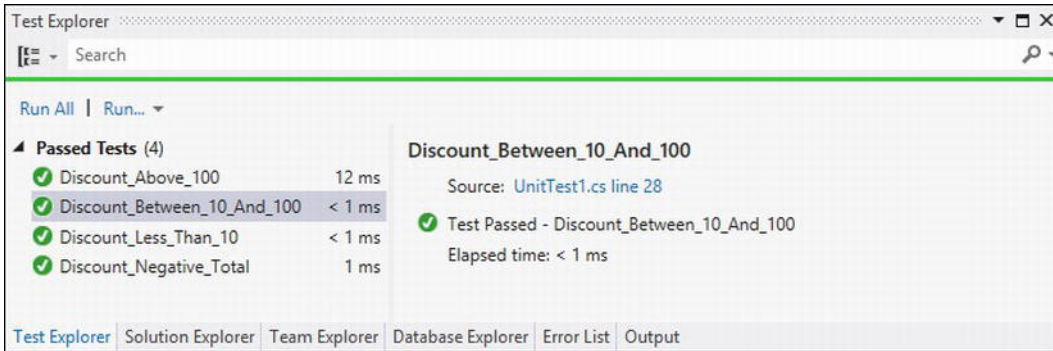 Test Explorer
Search
Run All | Run...
Passed Tests (4)
Discount_Above_100 12 ms
Discount_Between_10_And_100 < 1 ms
Discount_Less_Than_10 < 1 ms
Discount_Negative_Total 1 ms
Discount_Between_10_And_100
Source: UnitTest1.cs line 28
Test Passed - Discount_Between_10_And_100
Elapsed time: < 1 ms
Test Explorer Solution Explorer Team Explorer Database Explorer Error List Output